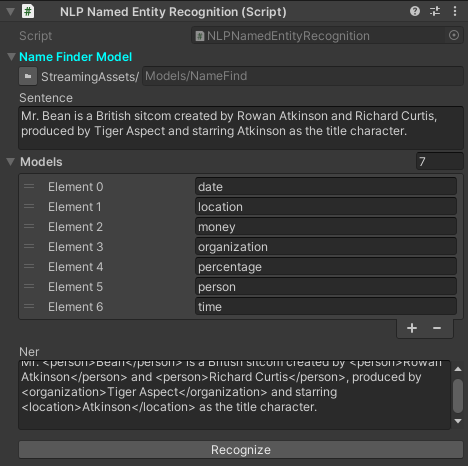 NLP Named Entity Recognition (Script)
Script
NLPNamedEntityRecognition
Name Finder Model
StreamingAssets/ Models/NameFind
Sentence
Mr. Bean is a British sitcom created by Rowan Atkinson and Richard Curtis,
produced by Tiger Aspect and starring Atkinson as the title character.
Models 7
Element 0 date
Element 1 location
Element 2 money
Element 3 organization
Element 4 percentage
Element 5 person
Element 6 time
+ −
Ner
Mr. <person>Bean</person> is a British sitcom created by <person>Rowan
Atkinson</person> and <person>Richard Curtis</person>, produced by
<organization>Tiger Aspect</organization> and starring
<location>Atkinson</location> as the title character.
Recognize